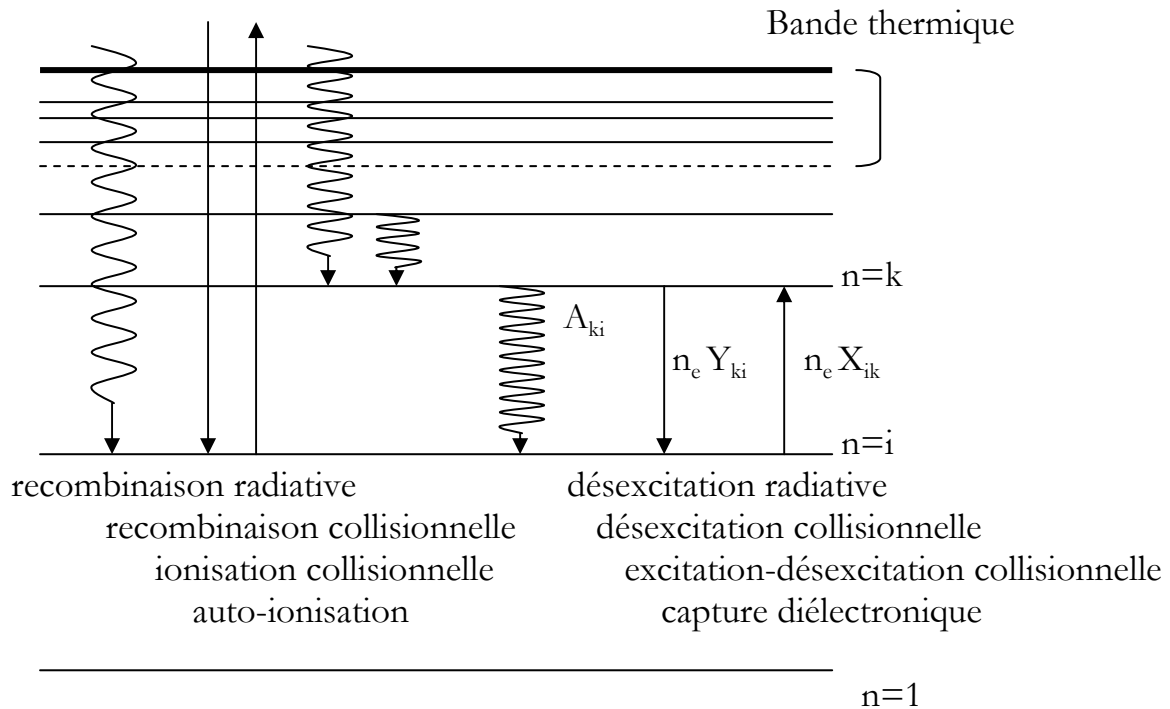 Bande thermique
n=k
A_ki
n_e Y_ki
n_e X_ik
n=i
recombinaison radiative
désexcitation radiative
recombinaison collisionnelle
désexcitation collisionnelle
ionisation collisionnelle
excitation-désexcitation collisionnelle
auto-ionisation
capture diélectronique
n=1